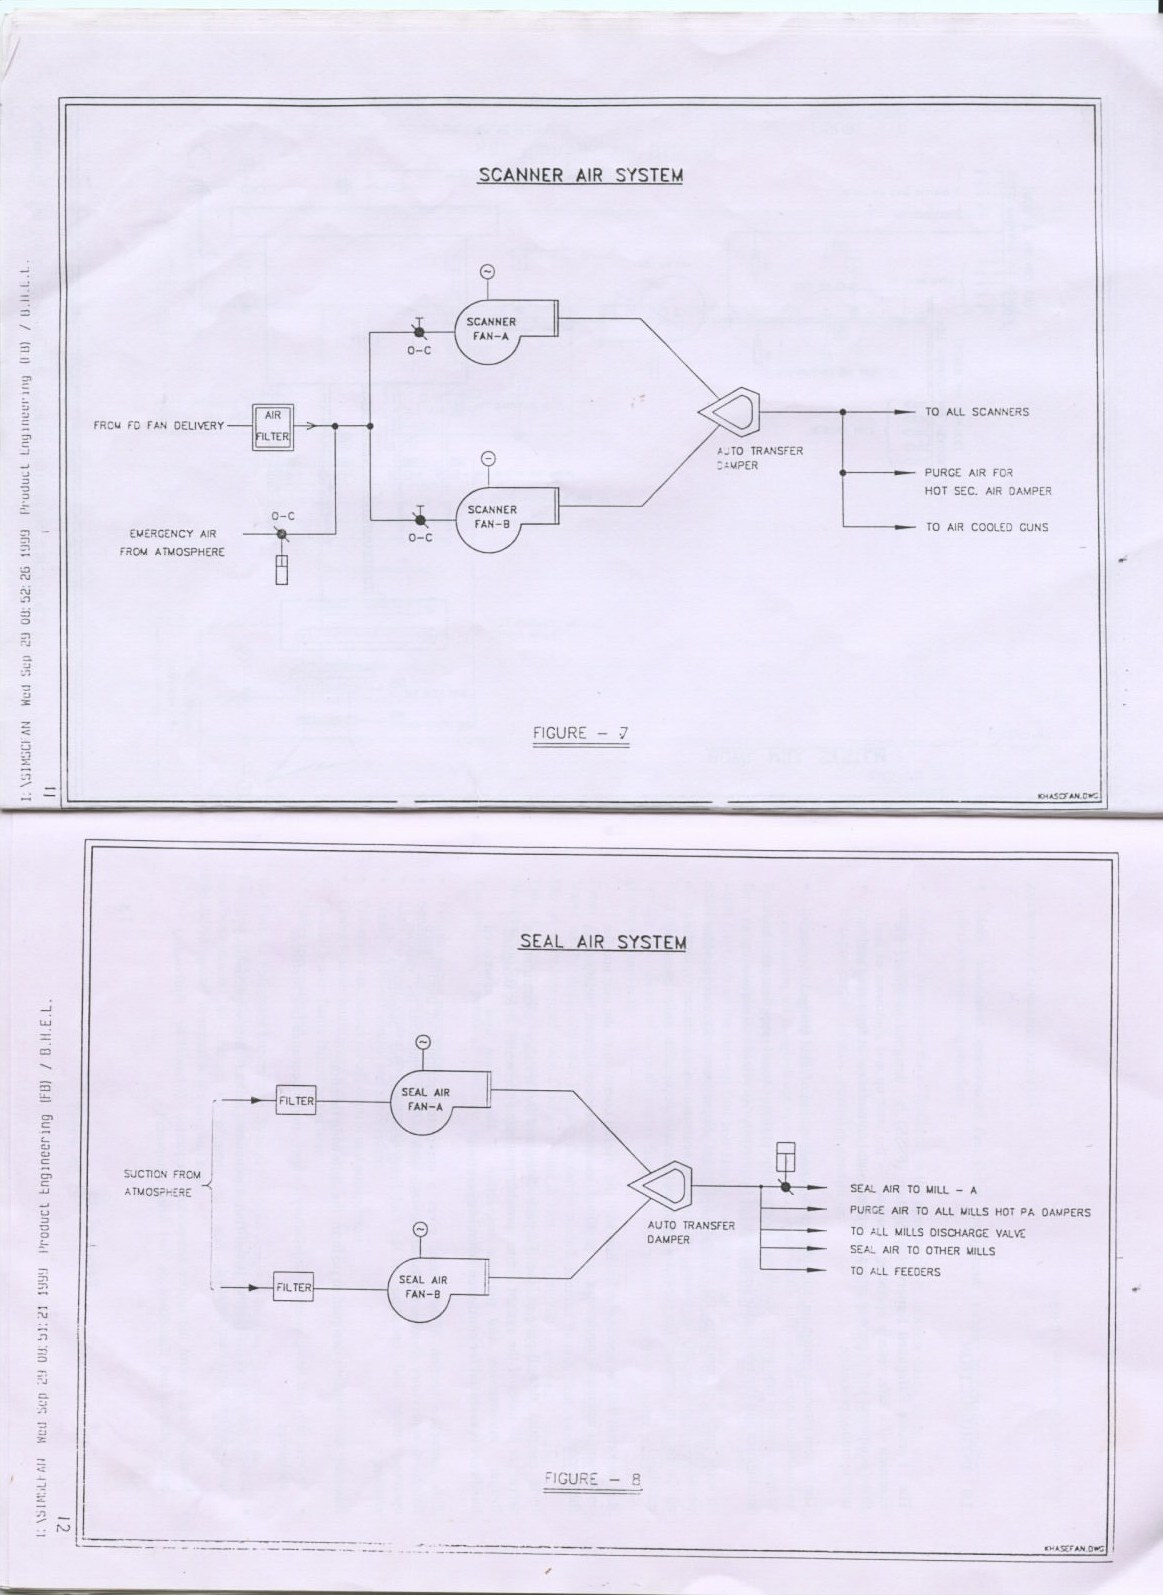 SCANNER AIR SYSTEM
SCANNER
FAN-A
O-C
AIR
FILTER
FROM FD FAN DELIVERY
TO ALL SCANNERS
AUTO TRANSFER
DAMPER
PURGE AIR FOR
HOT SEC. AIR DAMPER
SCANNER
FAN-B
O-C
O-C
EMERGENCY AIR
FROM ATMOSPHERE
TO AIR COOLED GUNS
FIGURE - 7
KHASCFAN.DWG
I:\SIMSCFAN Wed Sep 29 08:52:26 1999 Product Engineering (FB) / B.H.E.L.
11
SEAL AIR SYSTEM
SEAL AIR
FAN-A
FILTER
SUCTION FROM
ATMOSPHERE
AUTO TRANSFER
DAMPER
SEAL AIR TO MILL - A
PURGE AIR TO ALL MILLS HOT PA DAMPERS
TO ALL MILLS DISCHARGE VALVE
SEAL AIR TO OTHER MILLS
TO ALL FEEDERS
SEAL AIR
FAN-B
FILTER
FIGURE - 8
KHASEFAN.DWG
Wed Sep 29 08:51:21 1999 Product Engineering (FB) / B.H.E.L.
12